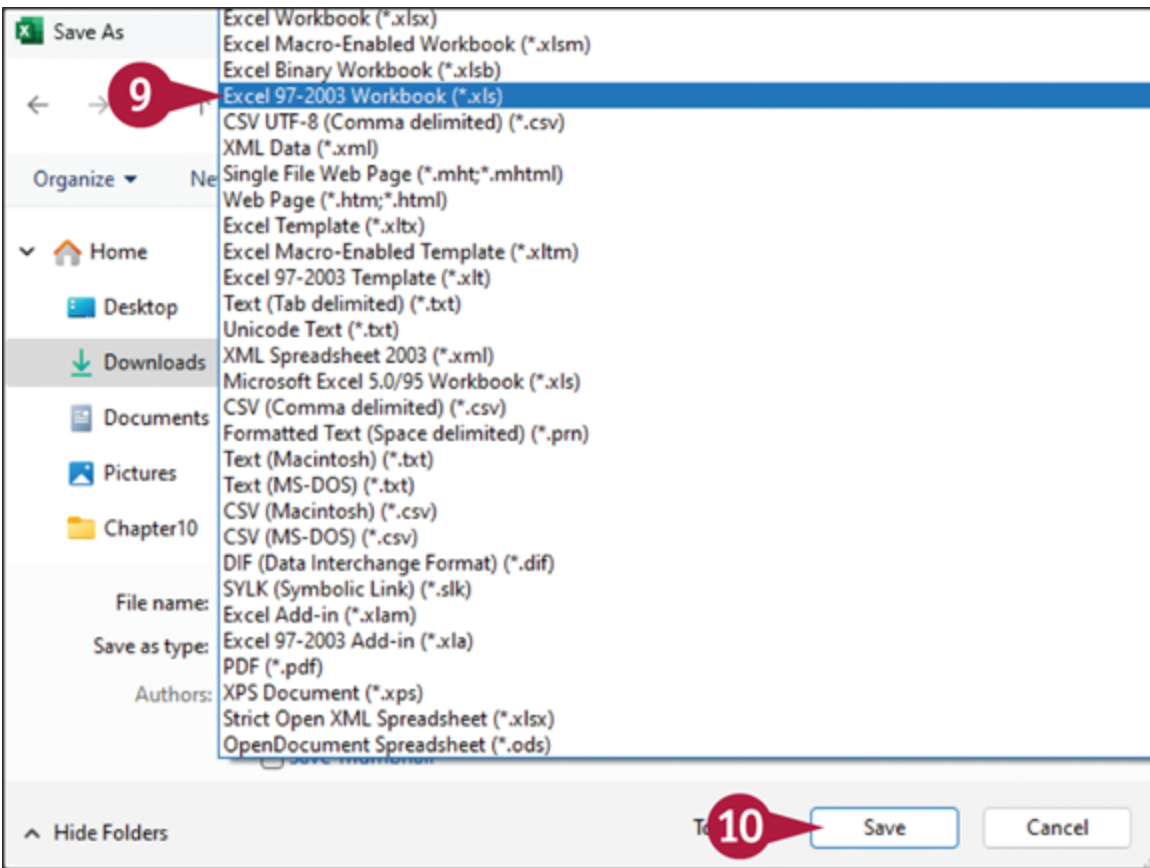 Save As
Excel Workbook (*.xlsx)
Excel Macro-Enabled Workbook (*.xlsm)
Excel Binary Workbook (*.xlsb)
9
Excel 97-2003 Workbook (*.xls)
CSV UTF-8 (Comma delimited) (*.csv)
XML Data (*.xml)
Organize
Ne
Single File Web Page (*.mht;*.mhtml)
Web Page (*.htm;*.html)
Excel Template (*.xltx)
Home
Excel Macro-Enabled Template (*.xltm)
Excel 97-2003 Template (*.xlt)
Desktop
Text (Tab delimited) (*.txt)
Unicode Text (*.txt)
Downloads
XML Spreadsheet 2003 (*.xml)
Microsoft Excel 5.0/95 Workbook (*.xls)
Documents
CSV (Comma delimited) (*.csv)
Formatted Text (Space delimited) (*.prn)
Pictures
Text (Macintosh) (*.txt)
Text (MS-DOS) (*.txt)
Chapter10
CSV (Macintosh) (*.csv)
CSV (MS-DOS) (*.csv)
DIF (Data Interchange Format) (*.dif)
File name:
SYLK (Symbolic Link) (*.slk)
Excel Add-in (*.xlam)
Save as type:
Excel 97-2003 Add-in (*.xla)
PDF (*.pdf)
Authors:
XPS Document (*.xps)
Strict Open XML Spreadsheet (*.xlsx)
OpenDocument Spreadsheet (*.ods)
Hide Folders
10
Save
Cancel